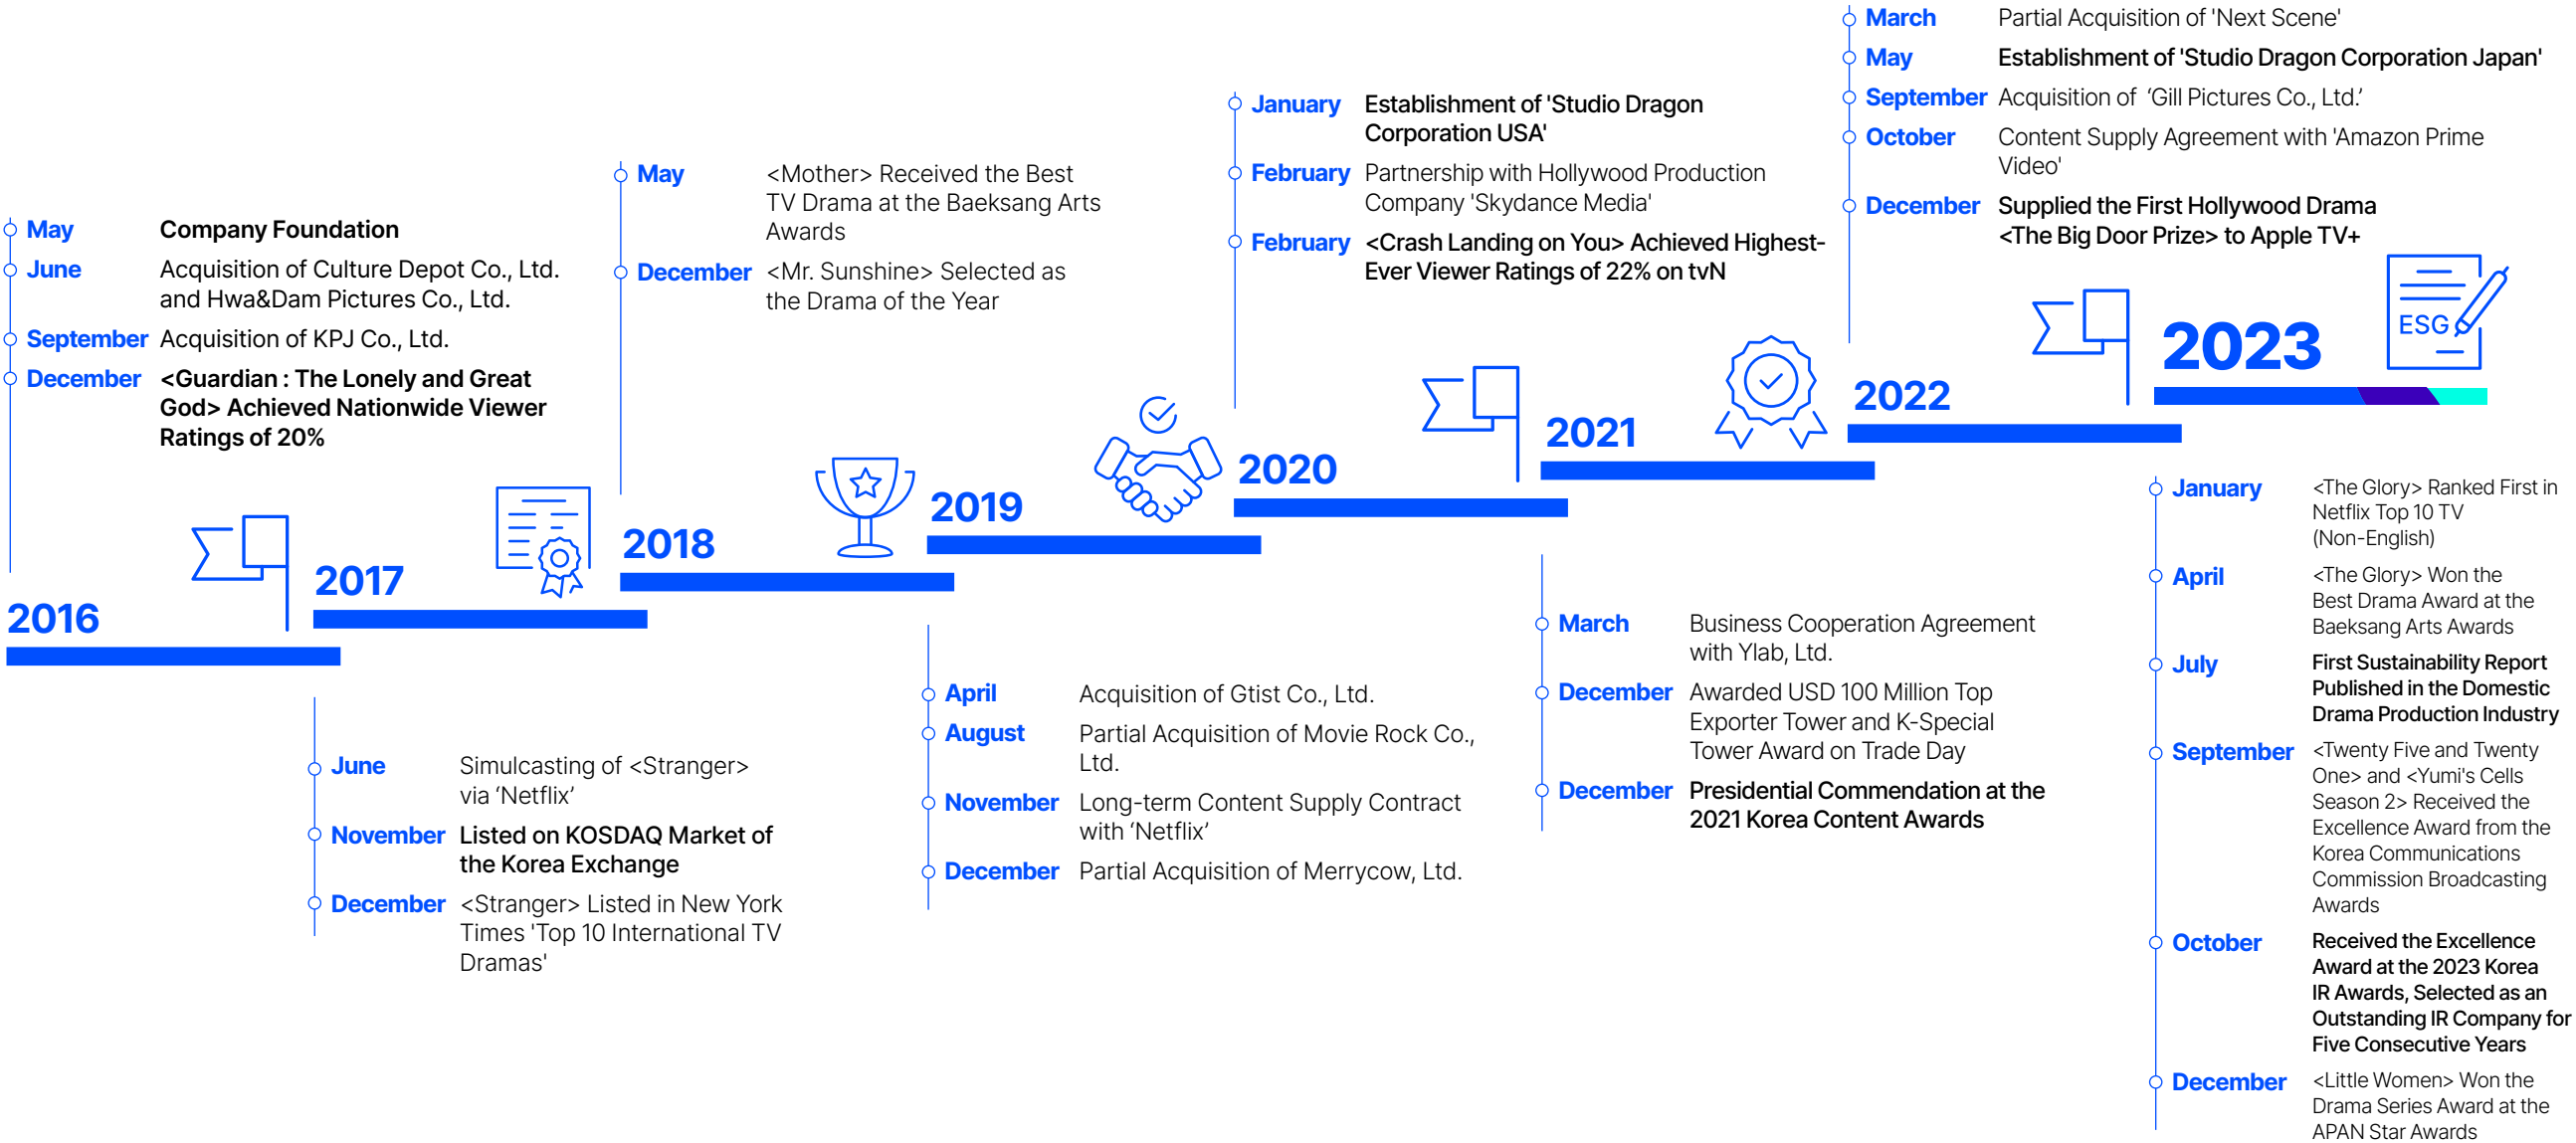 2016
May
Company Foundation
June
Acquisition of Culture Depot Co., Ltd.
and Hwa&Dam Pictures Co., Ltd.
September
Acquisition of KPJ Co., Ltd.
December
<Guardian : The Lonely and Great
God> Achieved Nationwide Viewer
Ratings of 20%
2017
June
Simulcasting of <Stranger>
via ‘Netflix’
November
Listed on KOSDAQ Market of
the Korea Exchange
December
<Stranger> Listed in New York
Times 'Top 10 International TV
Dramas'
2018
May
<Mother> Received the Best
TV Drama at the Baeksang Arts
Awards
December
<Mr. Sunshine> Selected as
the Drama of the Year
2019
April
Acquisition of Gtist Co., Ltd.
August
Partial Acquisition of Movie Rock Co.,
Ltd.
November
Long-term Content Supply Contract
with ‘Netflix’
December
Partial Acquisition of Merrycow, Ltd.
2020
January
Establishment of 'Studio Dragon
Corporation USA'
February
Partnership with Hollywood Production
Company 'Skydance Media'
February
<Crash Landing on You> Achieved Highest-
Ever Viewer Ratings of 22% on tvN
2021
March
Business Cooperation Agreement
with Ylab, Ltd.
December
Awarded USD 100 Million Top
Exporter Tower and K-Special
Tower Award on Trade Day
December
Presidential Commendation at the
2021 Korea Content Awards
2022
March
Partial Acquisition of 'Next Scene'
May
Establishment of 'Studio Dragon Corporation Japan'
September
Acquisition of ‘Gill Pictures Co., Ltd.’
October
Content Supply Agreement with 'Amazon Prime
Video'
December
Supplied the First Hollywood Drama
<The Big Door Prize> to Apple TV+
2023
ESG
January
<The Glory> Ranked First in
Netflix Top 10 TV
(Non-English)
April
<The Glory> Won the
Best Drama Award at the
Baeksang Arts Awards
July
First Sustainability Report
Published in the Domestic
Drama Production Industry
September
<Twenty Five and Twenty
One> and <Yumi's Cells
Season 2> Received the
Excellence Award from the
Korea Communications
Commission Broadcasting
Awards
October
Received the Excellence
Award at the 2023 Korea
IR Awards, Selected as an
Outstanding IR Company for
Five Consecutive Years
December
<Little Women> Won the
Drama Series Award at the
APAN Star Awards